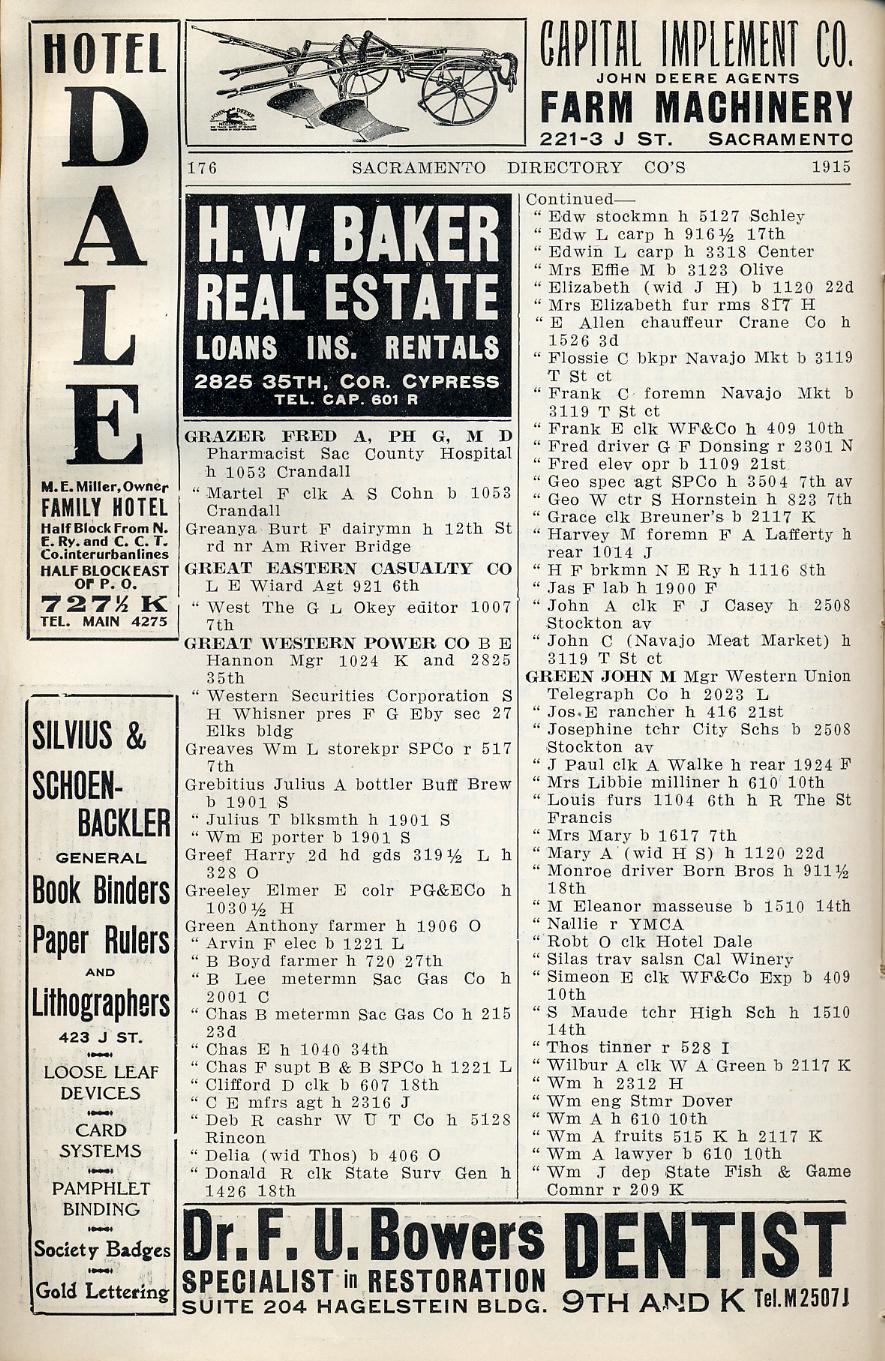 HOTEL
DALE
M. E. Miller, Owner
FAMILY HOTEL
Half Block From N.
E. Ry. and C. C. T.
Co. interurban lines
HALF BLOCK EAST
OF P. O.
727½ K
TEL. MAIN 4275
SILVIUS &
SCHOEN-
BACKLER
GENERAL
Book Binders
Paper Rulers
AND
Lithographers
423 J ST.
LOOSE LEAF
DEVICES
CARD
SYSTEMS
PAMPHLET
BINDING
Society Badges
Gold Lettering
JOHN DEERE
CAPITAL IMPLEMENT CO.
JOHN DEERE AGENTS
FARM MACHINERY
221-3 J ST. SACRAMENTO
176 SACRAMENTO DIRECTORY CO'S 1915
H. W. BAKER
REAL ESTATE
LOANS INS. RENTALS
2825 35TH, COR. CYPRESS
TEL. CAP. 601 R
GRAZER FRED A, PH G, M D
Pharmacist Sac County Hospital
h 1053 Crandall
“ Martel F clk A S Cohn b 1053
Crandall
Greanya Burt F dairymn h 12th St
rd nr Am River Bridge
GREAT EASTERN CASUALTY CO
L E Wiard Agt 921 6th
“ West The G L Okey editor 1007
7th
GREAT WESTERN POWER CO B E
Hannon Mgr 1024 K and 2825
35th
“ Western Securities Corporation S
H Whisner pres F G Eby sec 27
Elks bldg
Greaves Wm L storekpr SPCo r 517
7th
Grebitius Julius A bottler Buff Brew
b 1901 S
“ Julius T blksmth h 1901 S
“ Wm E porter b 1901 S
Greef Harry 2d hd gds 319½ L h
328 O
Greeley Elmer E colr PG&ECo h
1030½ H
Green Anthony farmer h 1906 O
“ Arvin F elec b 1221 L
“ B Boyd farmer h 720 27th
“ B Lee metermn Sac Gas Co h
2001 C
“ Chas B metermn Sac Gas Co h 215
23d
“ Chas E h 1040 34th
“ Chas F supt B & B SPCo h 1221 L
“ Clifford D clk b 607 18th
“ C E mfrs agt h 2316 J
“ Deb R cashr W U T Co h 5128
Rincon
“ Delia (wid Thos) b 406 O
“ Donald R clk State Surv Gen h
1426 18th
Continued—
“ Edw stockmn h 5127 Schley
“ Edw L carp h 916½ 17th
“ Edwin L carp h 3318 Center
“ Mrs Effie M b 3123 Olive
“ Elizabeth (wid J H) b 1120 22d
“ Mrs Elizabeth fur rms 817 H
“ E Allen chauffeur Crane Co h
1526 3d
“ Flossie C bkpr Navajo Mkt b 3119
T St ct
“ Frank C foremn Navajo Mkt b
3119 T St ct
“ Frank E clk WF&Co h 409 10th
“ Fred driver G F Donsing r 2301 N
“ Fred elev opr b 1109 21st
“ Geo spec agt SPCo h 3504 7th av
“ Geo W ctr S Hornstein h 823 7th
“ Grace clk Breuner's b 2117 K
“ Harvey M foremn F A Lafferty h
rear 1014 J
“ H F brkmn N E Ry h 1116 8th
“ Jas F lab h 1900 F
“ John A clk F J Casey h 2508
Stockton av
“ John C (Navajo Meat Market) h
3119 T St ct
GREEN JOHN M Mgr Western Union
Telegraph Co h 2023 L
“ Jos E rancher h 416 21st
“ Josephine tchr City Schs b 2508
Stockton av
“ J Paul clk A Walke h rear 1924 F
“ Mrs Libbie milliner h 610 10th
“ Louis furs 1104 6th h R The St
Francis
“ Mrs Mary b 1617 7th
“ Mary A (wid H S) h 1120 22d
“ Monroe driver Born Bros h 911½
18th
“ M Eleanor masseuse b 1510 14th
“ Nallie r YMCA
“ Robt O clk Hotel Dale
“ Silas trav salsn Cal Winery
“ Simeon E clk WF&Co Exp b 409
10th
“ S Maude tchr High Sch h 1510
14th
“ Thos tinner r 528 I
“ Wilbur A clk W A Green b 2117 K
“ Wm h 2312 H
“ Wm eng Stmr Dover
“ Wm A h 610 10th
“ Wm A fruits 515 K h 2117 K
“ Wm A lawyer b 610 10th
“ Wm J dep State Fish & Game
Comnr r 209 K
Dr. F. U. Bowers DENTIST
SPECIALIST in RESTORATION
SUITE 204 HAGELSTEIN BLDG. 9TH AND K Tel. M 2507J